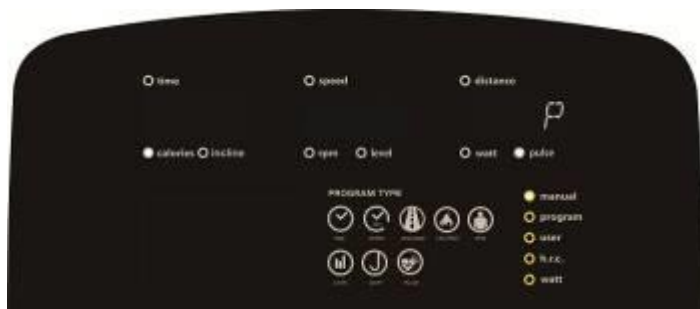 time speed distance
P
calories incline rpm level watt pulse
PROGRAM TYPE
manual
program
user
h.r.c.
watt